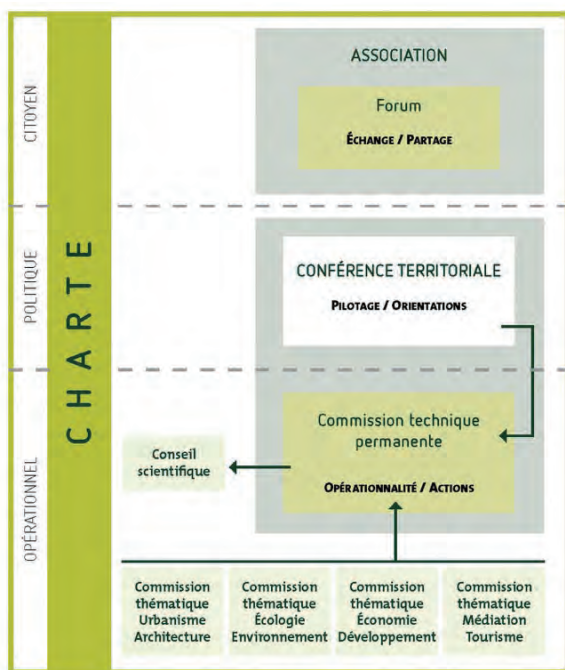 CITOYEN
POLITIQUE
OPÉRATIONNEL
CHARTE
ASSOCIATION
Forum
ÉCHANGE / PARTAGE
CONFÉRENCE TERRITORIALE
PILOTAGE / ORIENTATIONS
Commission technique
permanente
OPÉRATIONNALITÉ / ACTIONS
Conseil
scientifique
Commission
thématique
Urbanisme
Architecture
Commission
thématique
Écologie
Environnement
Commission
thématique
Économie
Développement
Commission
thématique
Médiation
Tourisme